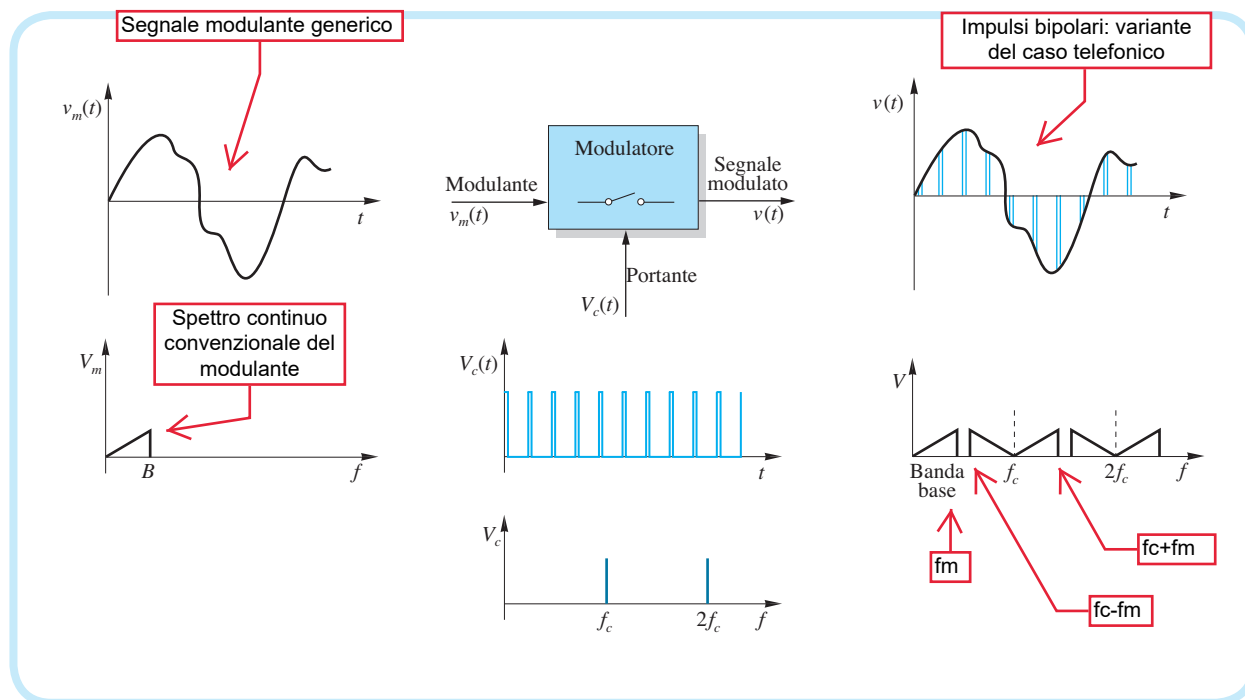 Segnale modulante generico
Impulsi bipolari: variante
del caso telefonico
v_m(t)
t
Modulatore
Modulante
v_m(t)
Segnale
modulato
v(t)
Portante
V_c(t)
v(t)
t
Spettro continuo
convenzionale del
modulante
V_m
B
f
V_c(t)
t
V_c
f_c
2f_c
f
V
Banda
base
f_c
2f_c
f
fm
fc-fm
fc+fm